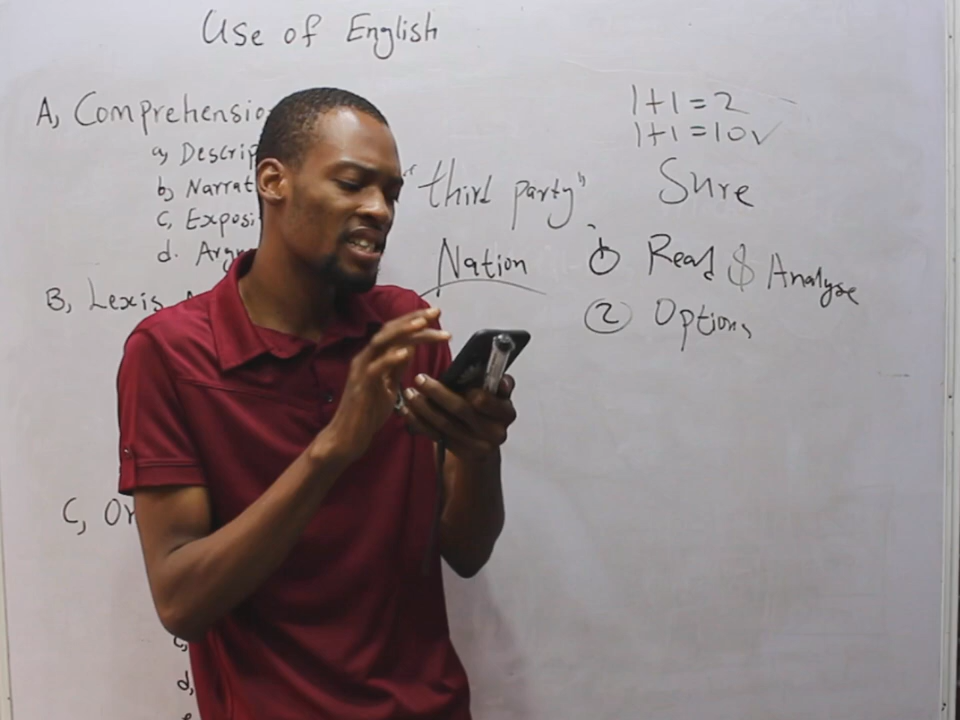 Use of English
A, Comprehensio
a, Descrip
b, Narrat
c, Exposi
d. Argu
B, Lexis
C, Or
c,
d,
e
"third party"
Nation
1+1=2
1+1=10✓
Sure
① Read $ Analyse
② Options